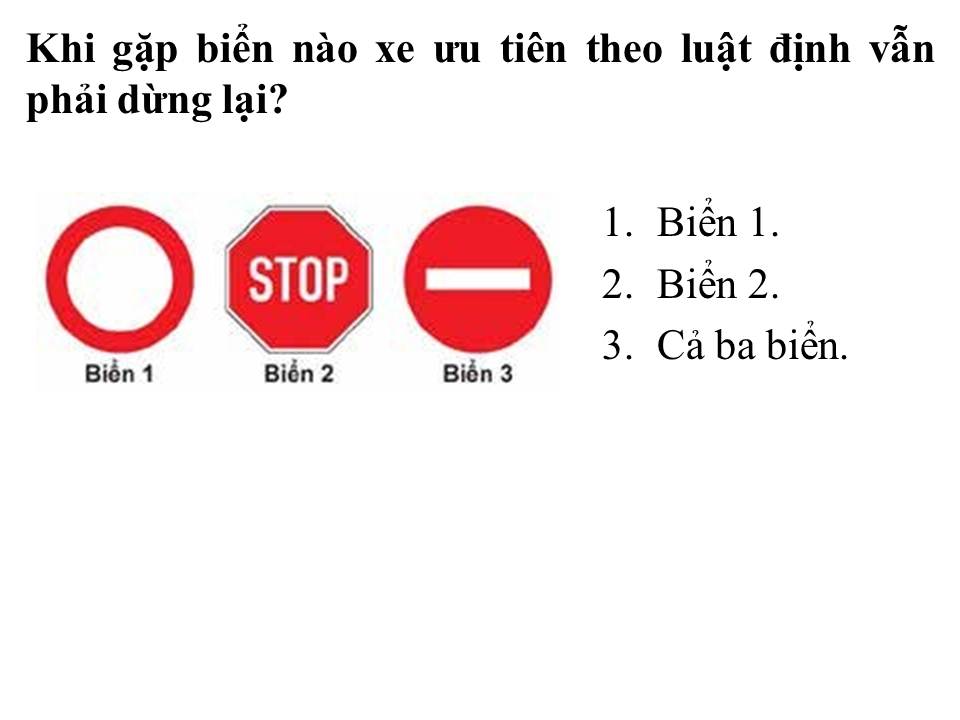 Khi gặp biển nào xe ưu tiên theo luật định vẫn
phải dừng lại?
STOP
Biển 1
Biển 2
Biển 3
1. Biển 1.
2. Biển 2.
3. Cả ba biển.